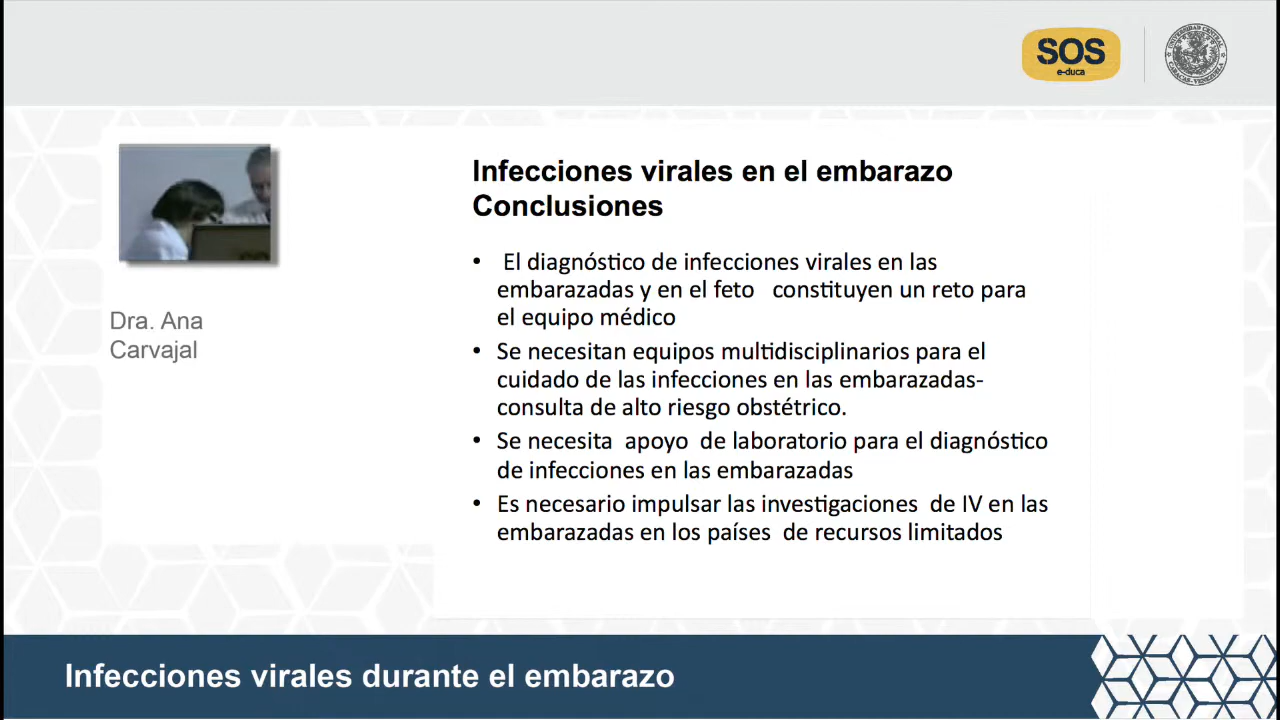 SOS
e-duca
UNIVERSIDAD CENTRAL
CARACAS-VENEZUELA
Infecciones virales en el embarazo
Conclusiones
• El diagnóstico de infecciones virales en las
embarazadas y en el feto constituyen un reto para
el equipo médico
• Se necesitan equipos multidisciplinarios para el
cuidado de las infecciones en las embarazadas-
consulta de alto riesgo obstétrico.
• Se necesita apoyo de laboratorio para el diagnóstico
de infecciones en las embarazadas
• Es necesario impulsar las investigaciones de IV en las
embarazadas en los países de recursos limitados
Dra. Ana
Carvajal
Infecciones virales durante el embarazo